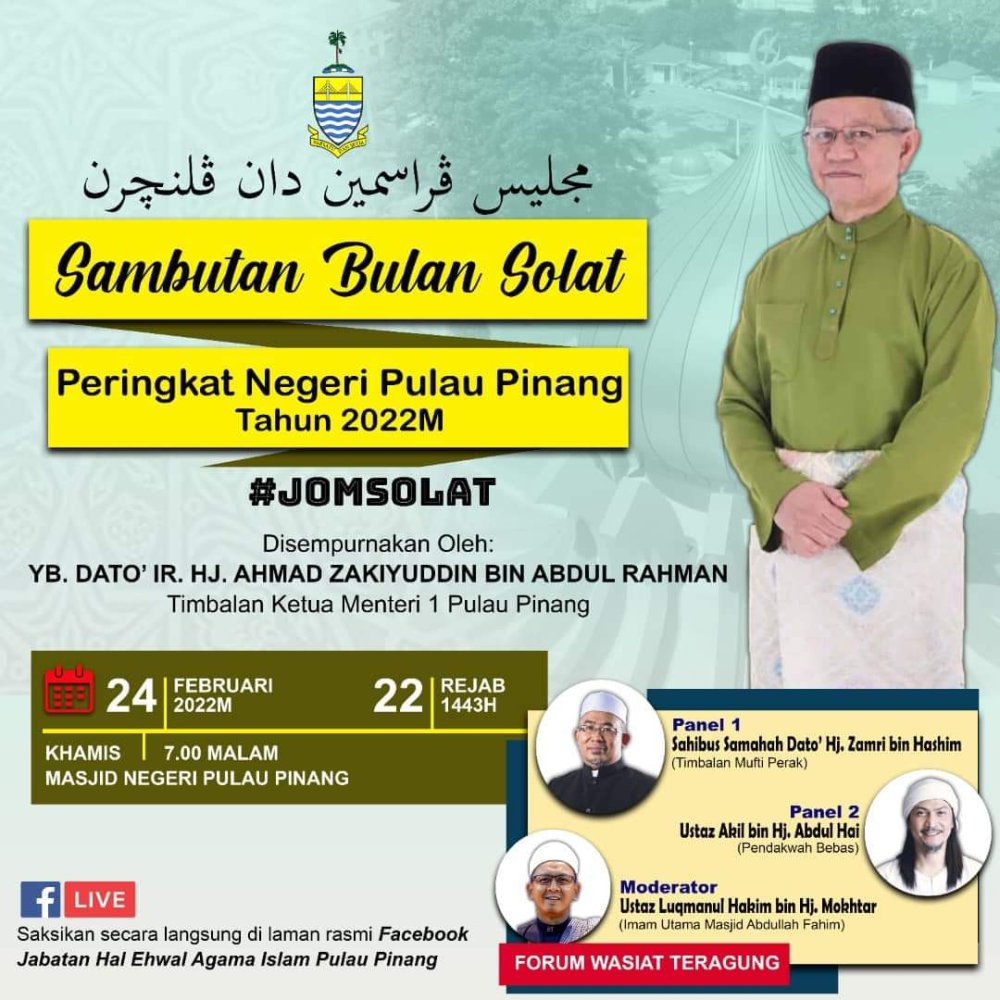 مجليس ڤراسمين دان ڤلنچرن
Sambutan Bulan Solat
Peringkat Negeri Pulau Pinang
Tahun 2022M
#JOMSOLAT
Disempurnakan Oleh:
YB. DATO’ IR. HJ. AHMAD ZAKIYUDDIN BIN ABDUL RAHMAN
Timbalan Ketua Menteri 1 Pulau Pinang
24 FEBRUARI 2022M
22 REJAB 1443H
KHAMIS 7.00 MALAM
MASJID NEGERI PULAU PINANG
Panel 1
Sahibus Samahah Dato’ Hj. Zamri bin Hashim
(Timbalan Mufti Perak)
Panel 2
Ustaz Akil bin Hj. Abdul Hai
(Pendakwah Bebas)
Moderator
Ustaz Luqmanul Hakim bin Hj. Mokhtar
(Imam Utama Masjid Abdullah Fahim)
FORUM WASIAT TERAGUNG
f LIVE
Saksikan secara langsung di laman rasmi Facebook
Jabatan Hal Ehwal Agama Islam Pulau Pinang